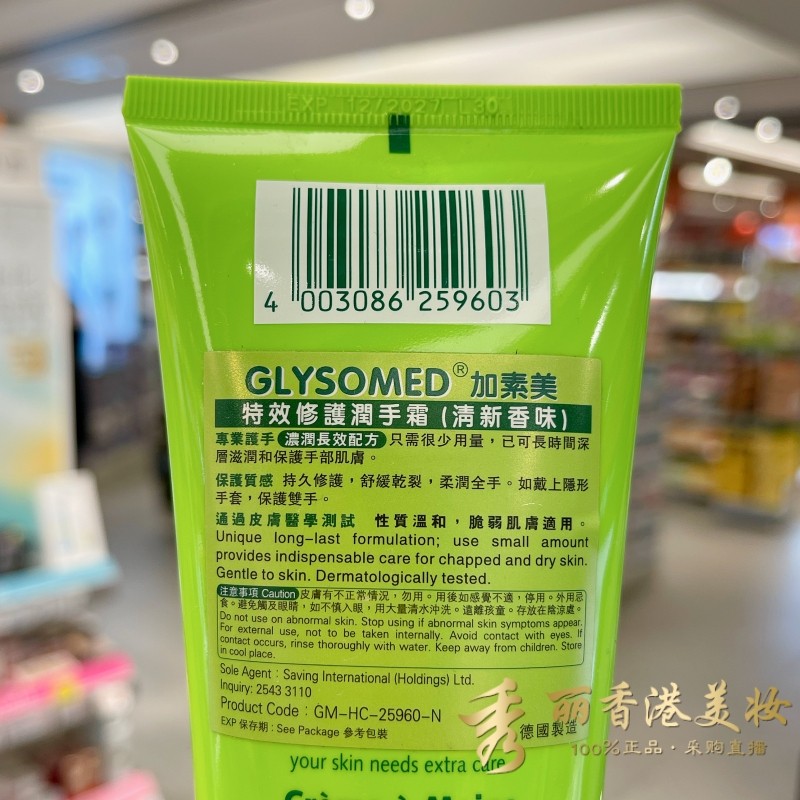 EXP 12/2027 L30
4 003086 259603
GLYSOMED® 加素美
特效修護潤手霜 (清新香味)
專業護手 濃潤長效配方 只需很少用量，已可長時間深
層滋潤和保護手部肌膚。
保護質感 持久修護，舒緩乾裂，柔潤全手。如戴上隱形
手套，保護雙手。
通過皮膚醫學測試 性質溫和，脆弱肌膚適用。
Unique long-last formulation; use small amount
provides indispensable care for chapped and dry skin.
Gentle to skin. Dermatologically tested.
注意事項 Caution 皮膚有不正常情況，勿用。用後如感覺不適，停用。外用忌
食。避免觸及眼睛，如不慎入眼，用大量清水沖洗。遠離孩童。存放在陰涼處。
Do not use on abnormal skin. Stop using if abnormal skin symptoms appear.
For external use, not to be taken internally. Avoid contact with eyes. If
contact occurs, rinse thoroughly with water. Keep away from children. Store
in cool place.
Sole Agent : Saving International (Holdings) Ltd.
Inquiry: 2543 3110
Product Code : GM-HC-25960-N
EXP 保存期 : See Package 參考包裝
德國製造
秀丽香港美妆
100%正品·采购直播
your skin needs extra care
Crème à Mains